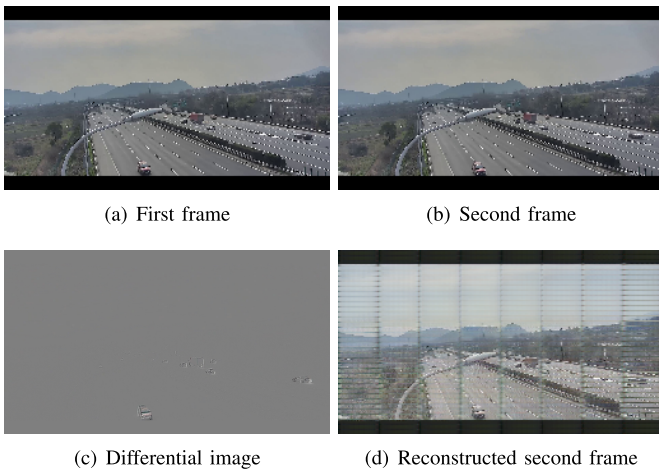 (a) First frame
(b) Second frame
(c) Differential image
(d) Reconstructed second frame